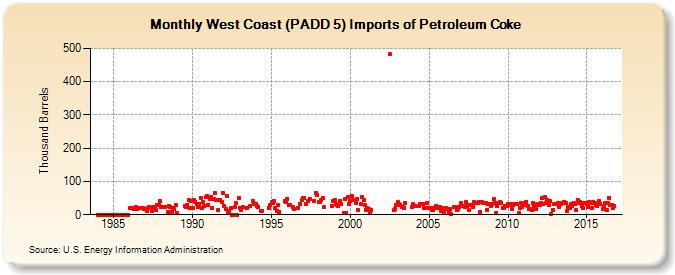 Monthly West Coast (PADD 5) Imports of Petroleum Coke
Thousand Barrels
500
400
300
200
100
0
1985 1990 1995 2000 2005 2010 2015
Source: U.S. Energy Information Administration